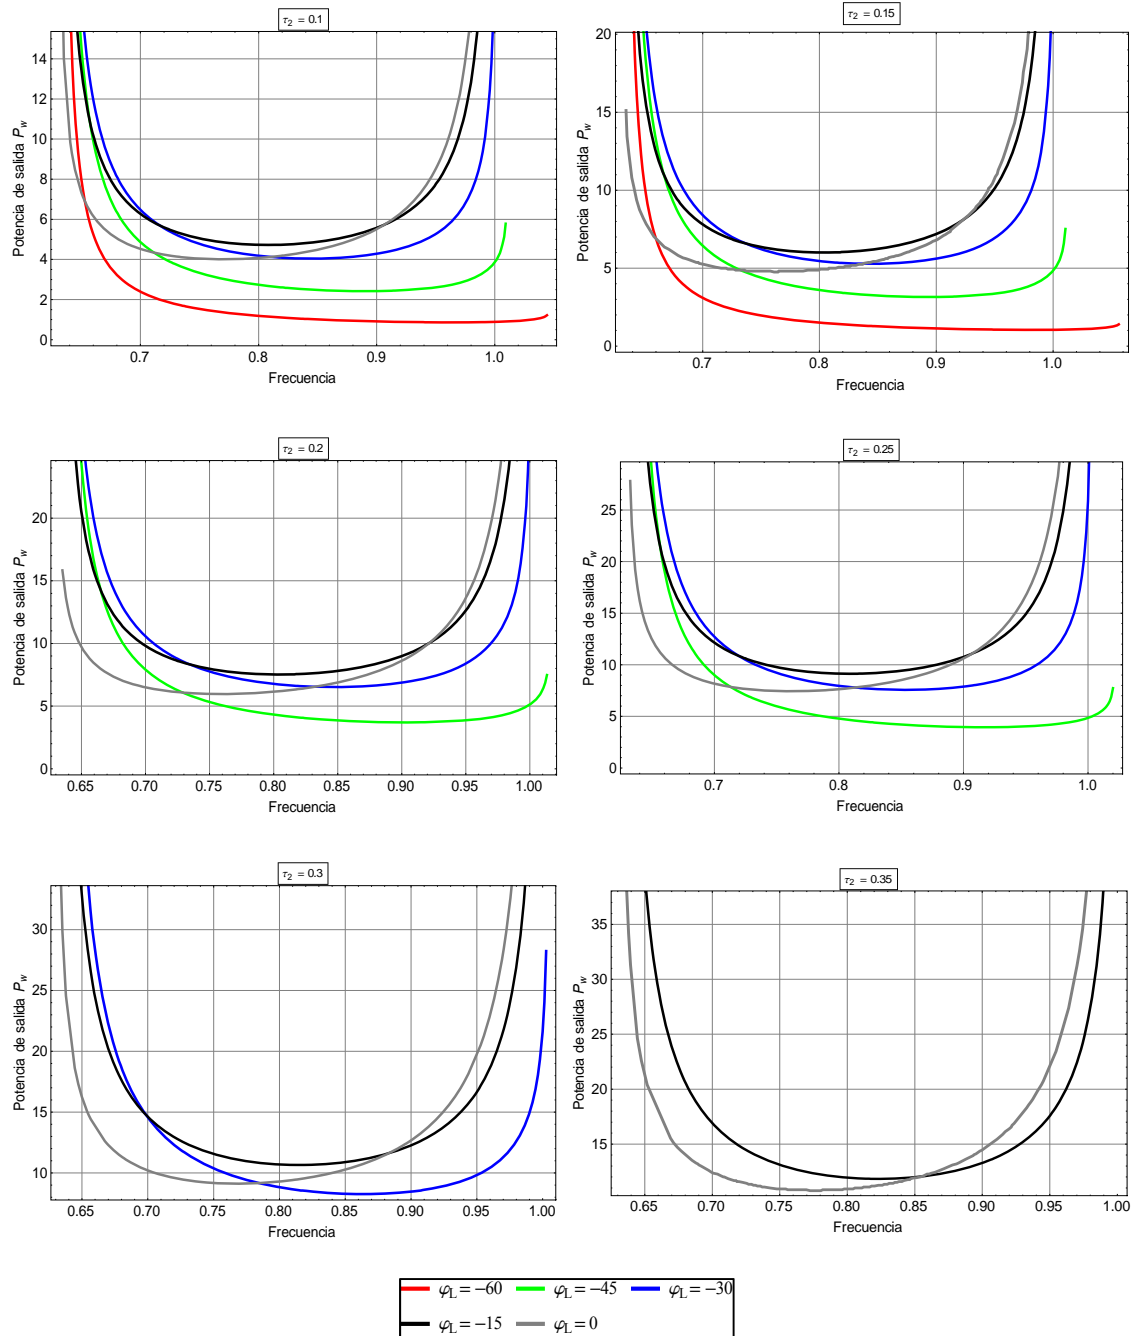 τ2 = 0.1
Potencia de salida Pw
14
12
10
8
6
4
2
0
0.7 0.8 0.9 1.0
Frecuencia
τ2 = 0.15
Potencia de salida Pw
20
15
10
5
0
0.7 0.8 0.9 1.0
Frecuencia
τ2 = 0.2
Potencia de salida Pw
20
15
10
5
0
0.65 0.70 0.75 0.80 0.85 0.90 0.95 1.00
Frecuencia
τ2 = 0.25
Potencia de salida Pw
25
20
15
10
5
0
0.7 0.8 0.9 1.0
Frecuencia
τ2 = 0.3
Potencia de salida Pw
30
25
20
15
10
0.65 0.70 0.75 0.80 0.85 0.90 0.95 1.00
Frecuencia
τ2 = 0.35
Potencia de salida Pw
35
30
25
20
15
0.65 0.70 0.75 0.80 0.85 0.90 0.95 1.00
Frecuencia
φL=−60 φL=−45 φL=−30
φL=−15 φL=0